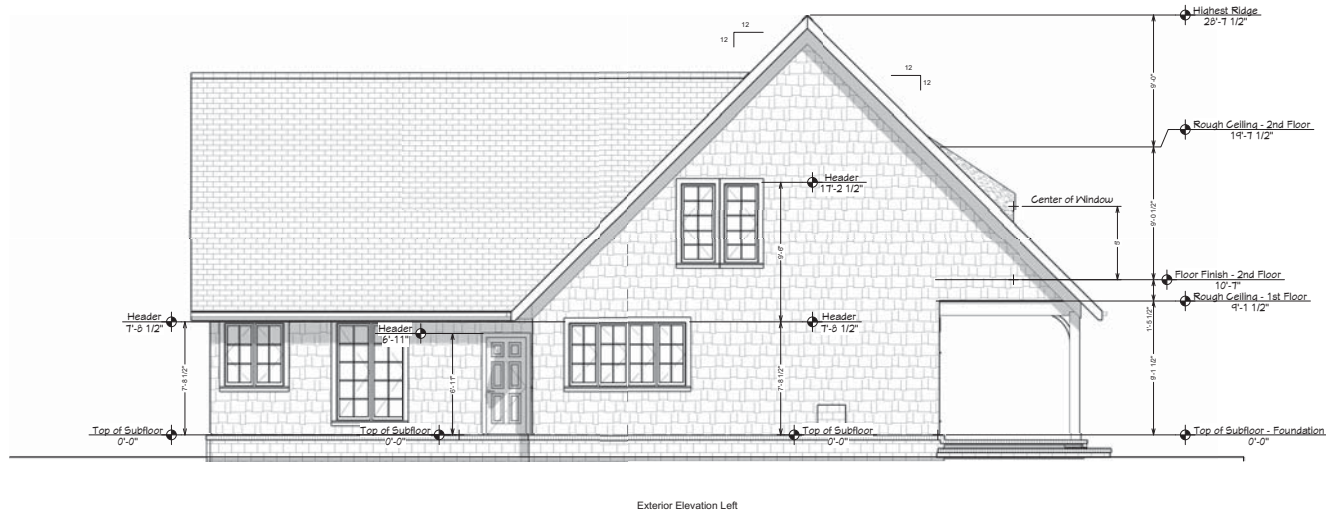 Highest Ridge
28'-7 1/2"
12
12
12
12
9'-0"
Rough Ceiling - 2nd Floor
19'-7 1/2"
Header
17'-2 1/2"
Center of Window
9'-0 1/2"
5
9'-6"
Floor Finish - 2nd Floor
10'-7"
Rough Ceiling - 1st Floor
9'-1 1/2"
1'-5 1/2"
Header
7'-8 1/2"
Header
6'-11"
Header
7'-8 1/2"
7'-8 1/2"
6'-11"
7'-8 1/2"
9'-1 1/2"
Top of Subfloor
0'-0"
Top of Subfloor
0'-0"
Top of Subfloor
0'-0"
Top of Subfloor - Foundation
0'-0"
Exterior Elevation Left